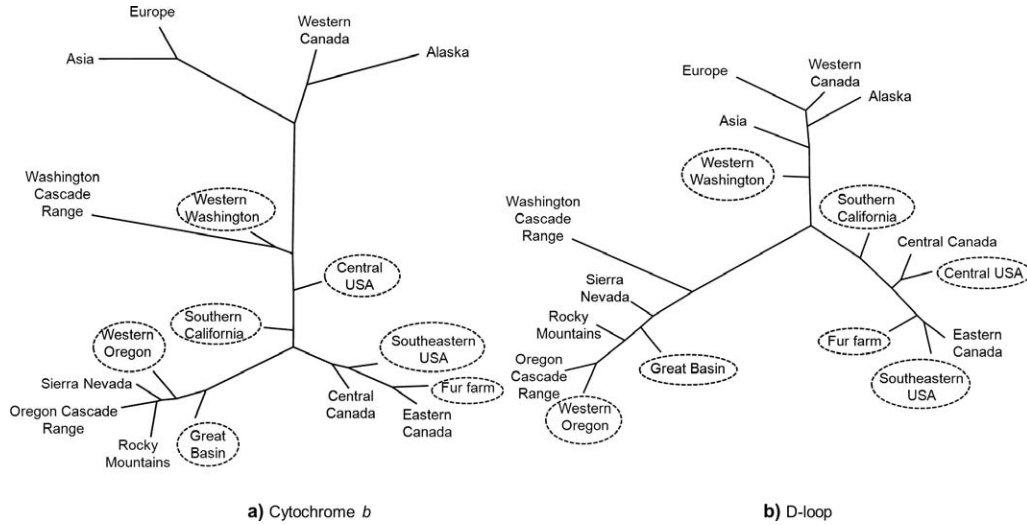 Europe
Asia
Western
Canada
Alaska
Washington
Cascade
Range
Western
Washington
Central
USA
Southern
California
Western
Oregon
Southeastern
USA
Sierra Nevada
Fur farm
Oregon Cascade
Range
Rocky
Mountains
Great
Basin
Central
Canada
Eastern
Canada
a) Cytochrome b
Europe
Western
Canada
Alaska
Asia
Western
Washington
Washington
Cascade
Range
Southern
California
Central Canada
Central USA
Sierra
Nevada
Rocky
Mountains
Oregon
Cascade
Range
Great Basin
Western
Oregon
Fur farm
Eastern
Canada
Southeastern
USA
b) D-loop